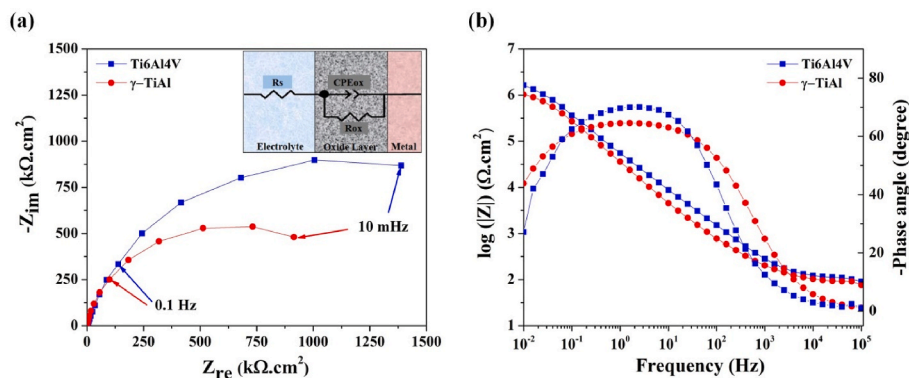 (a)
1500
1250
1000
750
500
250
0
-Z_im (kΩ.cm²)
Ti6Al4V
γ–TiAl
Rs
CPEox
Rox
Electrolyte
Oxide Layer
Metal
10 mHz
0.1 Hz
0 250 500 750 1000 1250 1500
Z_re (kΩ.cm²)
(b)
7
6
5
4
3
2
1
log (|Z|) (Ω.cm²)
Ti6Al4V
γ–TiAl
80
60
40
20
0
-Phase angle (degree)
10⁻² 10⁻¹ 10⁰ 10¹ 10² 10³ 10⁴ 10⁵
Frequency (Hz)